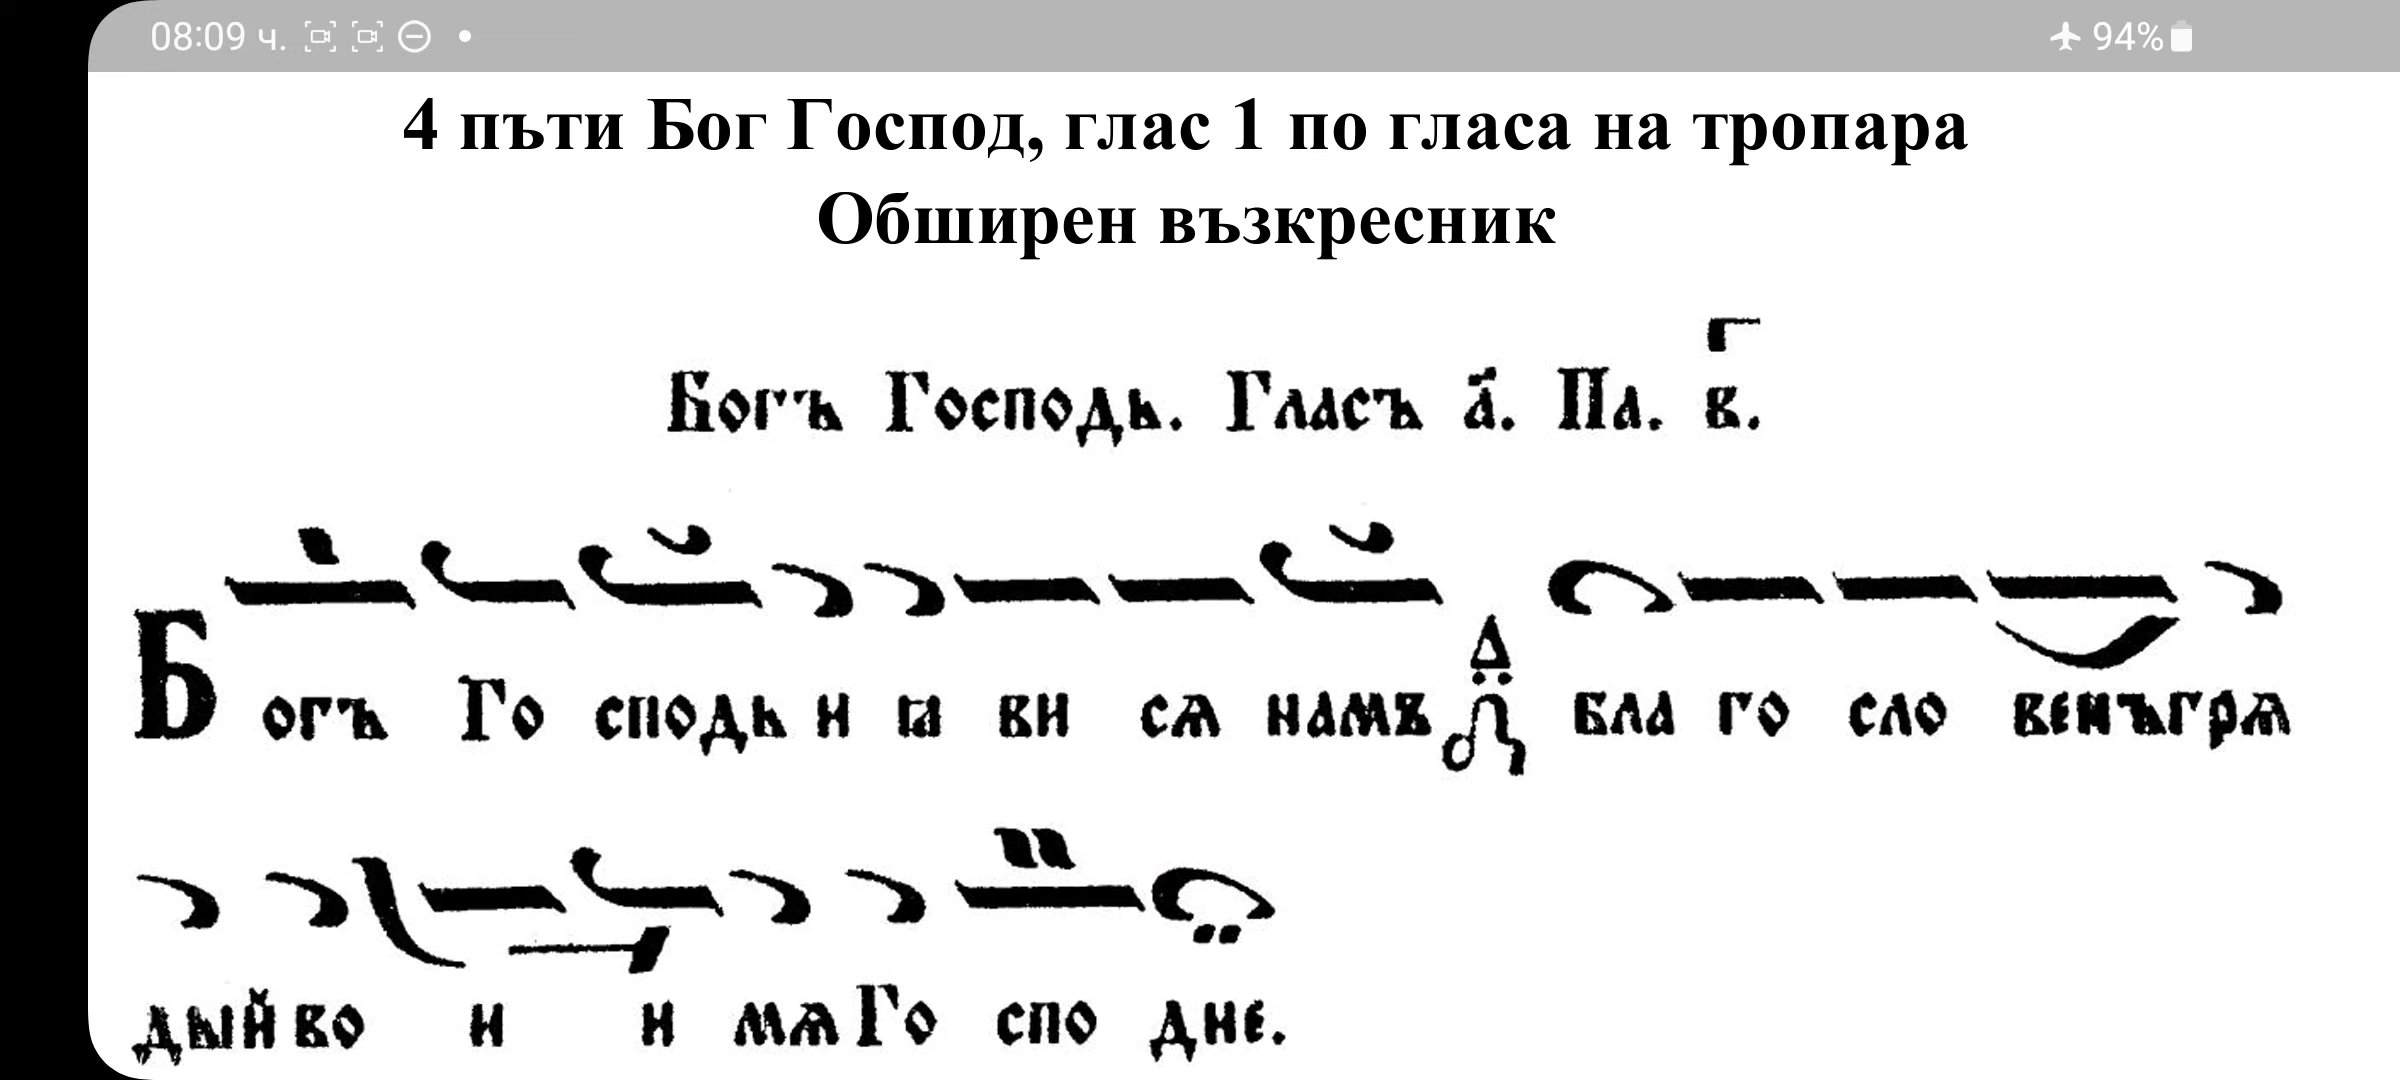 08:09 ч. 94%
4 пъти Бог Господ, глас 1 по гласа на тропара
Обширен възкресник
Богъ Господь. Гласъ а҃. Па. в.
Богъ Го сподь и ꙗ ви сѧ намъ бла го сло венъ грѧ
дый во и и мѧ Го спо дне.